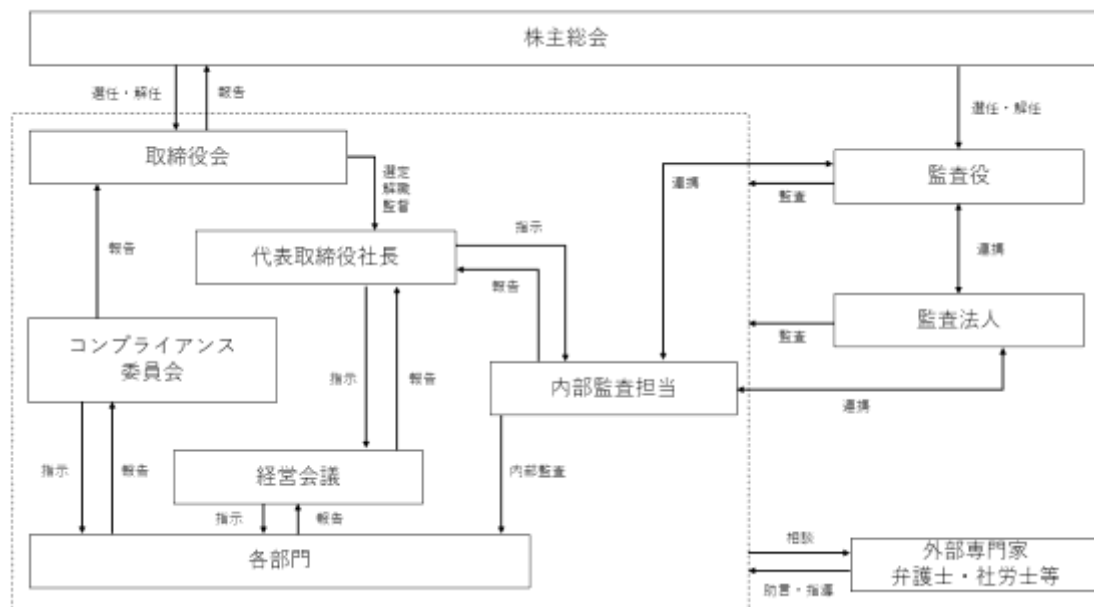 株主総会
選任・解任
報告
選任・解任
取締役会
選定
解職
監督
連携
監査
監査役
代表取締役社長
指示
報告
報告
連携
コンプライアンス
委員会
指示
報告
監査
監査法人
内部監査担当
連携
指示
報告
経営会議
内部監査
指示
報告
各部門
相談
助言・指導
外部専門家
弁護士・社労士等